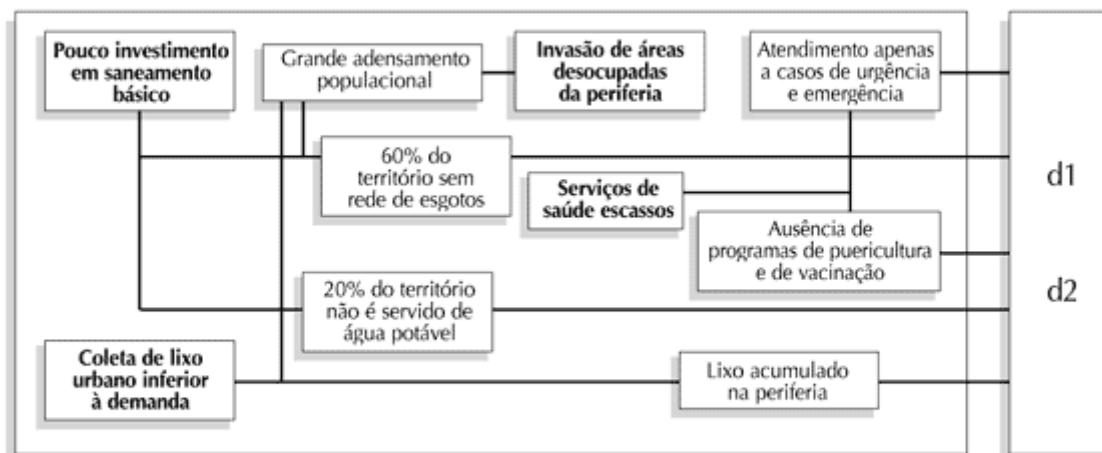 Pouco investimento
em saneamento
básico
Grande adensamento
populacional
Invasão de áreas
desocupadas
da periferia
Atendimento apenas
a casos de urgência
e emergência
60% do
território sem
rede de esgotos
Serviços de
saúde escassos
d1
Ausência de
programas de puericultura
e de vacinação
20% do território
não é servido de
água potável
d2
Coleta de lixo
urbano inferior
à demanda
Lixo acumulado
na periferia